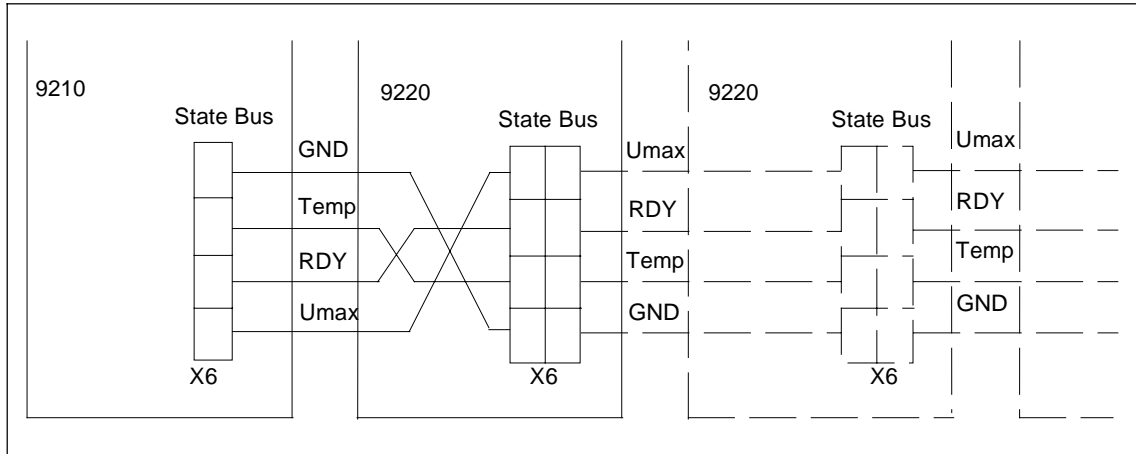 9210
State Bus
GND
Temp
RDY
Umax
X6
9220
State Bus
Umax
RDY
Temp
GND
X6
9220
State Bus
Umax
RDY
Temp
GND
X6